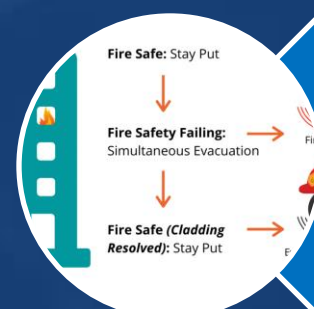 Fire Safe: Stay Put
Fire Safety Failing:
Simultaneous Evacuation
Fire Safe (Cladding
Resolved): Stay Put